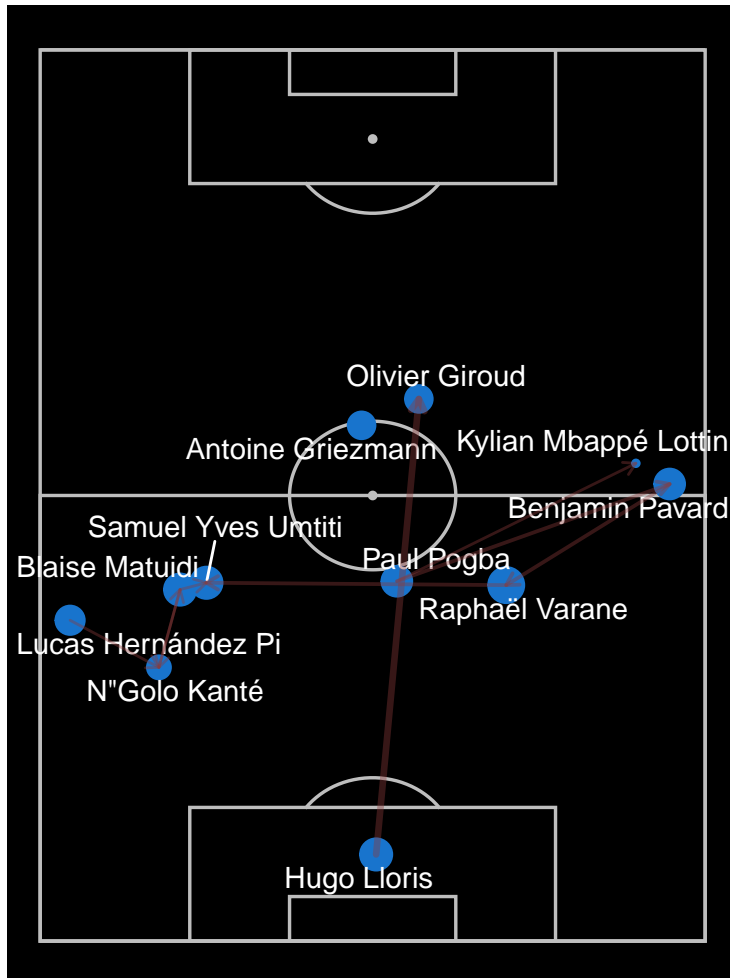 Olivier Giroud
Antoine Griezmann
Kylian Mbappé Lottin
Benjamin Pavard
Samuel Yves Umtiti
Blaise Matuidi
Paul Pogba
Raphaël Varane
Lucas Hernández Pi
N"Golo Kanté
Hugo Lloris